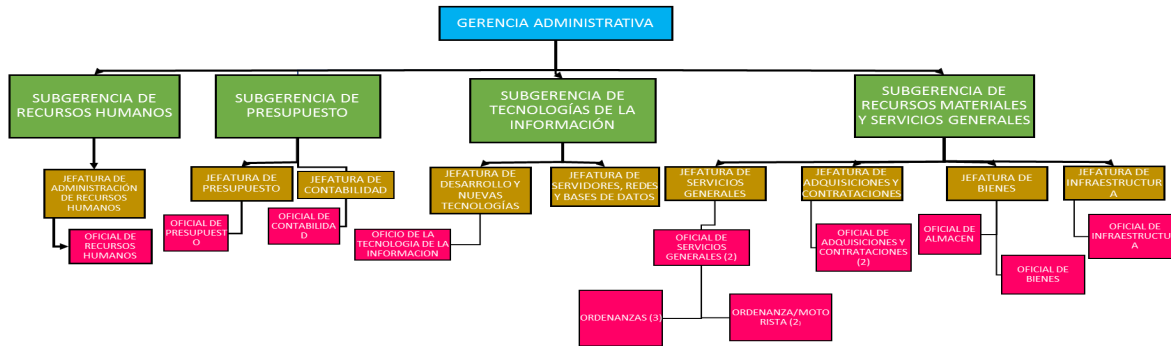 GERENCIA ADMINISTRATIVA
SUBGERENCIA DE
RECURSOS HUMANOS
SUBGERENCIA DE
PRESUPUESTO
SUBGERENCIA DE
TECNOLOGÍAS DE LA
INFORMACIÓN
SUBGERENCIA DE
RECURSOS MATERIALES
Y SERVICIOS GENERALES
JEFATURA DE
ADMINISTRACIÓN
DE RECURSOS
HUMANOS
JEFATURA DE
PRESUPUESTO
JEFATURA DE
CONTABILIDAD
JEFATURA DE
DESARROLLO Y
NUEVAS
TECNOLOGÍAS
JEFATURA DE
SERVIDORES, REDES
Y BASES DE DATOS
JEFATURA DE
SERVICIOS
GENERALES
JEFATURA DE
ADQUISICIONES Y
CONTRATACIONES
JEFATURA DE
BIENES
JEFATURA DE
INFRAESTRUCTUR
A
OFICIAL DE
RECURSOS
HUMANOS
OFICIAL DE
PRESUPUEST
O
OFICIAL DE
CONTABILIDA
D
OFICIO DE LA
TECNOLOGIA DE LA
INFORMACION
OFICIAL DE
SERVICIOS
GENERALES (2)
OFICIAL DE
ADQUISICIONES Y
CONTRATACIONES
(2)
OFICIAL DE
ALMACEN
OFICIAL DE
BIENES
OFICIAL DE
INFRAESTRUCTUR
A
ORDENANZAS (3)
ORDENANZA/MOTO
RISTA (2)